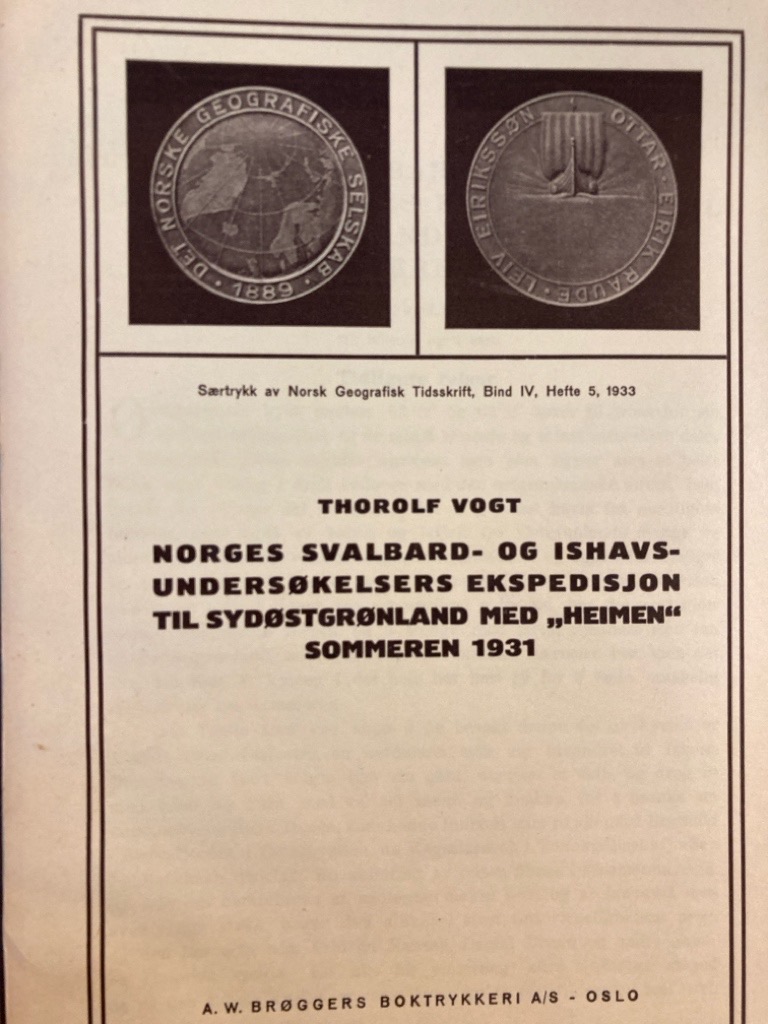 DET NORSKE GEOGRAFISKE SELSKAB · 1889 ·
LEIV EIRIKSSØN OTTAR · EIRIK RAUDE ·
Særtrykk av Norsk Geografisk Tidsskrift, Bind IV, Hefte 5, 1933
THOROLF VOGT
NORGES SVALBARD- OG ISHAVS-
UNDERSØKELSERS EKSPEDISJON
TIL SYDØSTGRØNLAND MED „HEIMEN“
SOMMEREN 1931
A. W. BRØGGERS BOKTRYKKERI A/S - OSLO